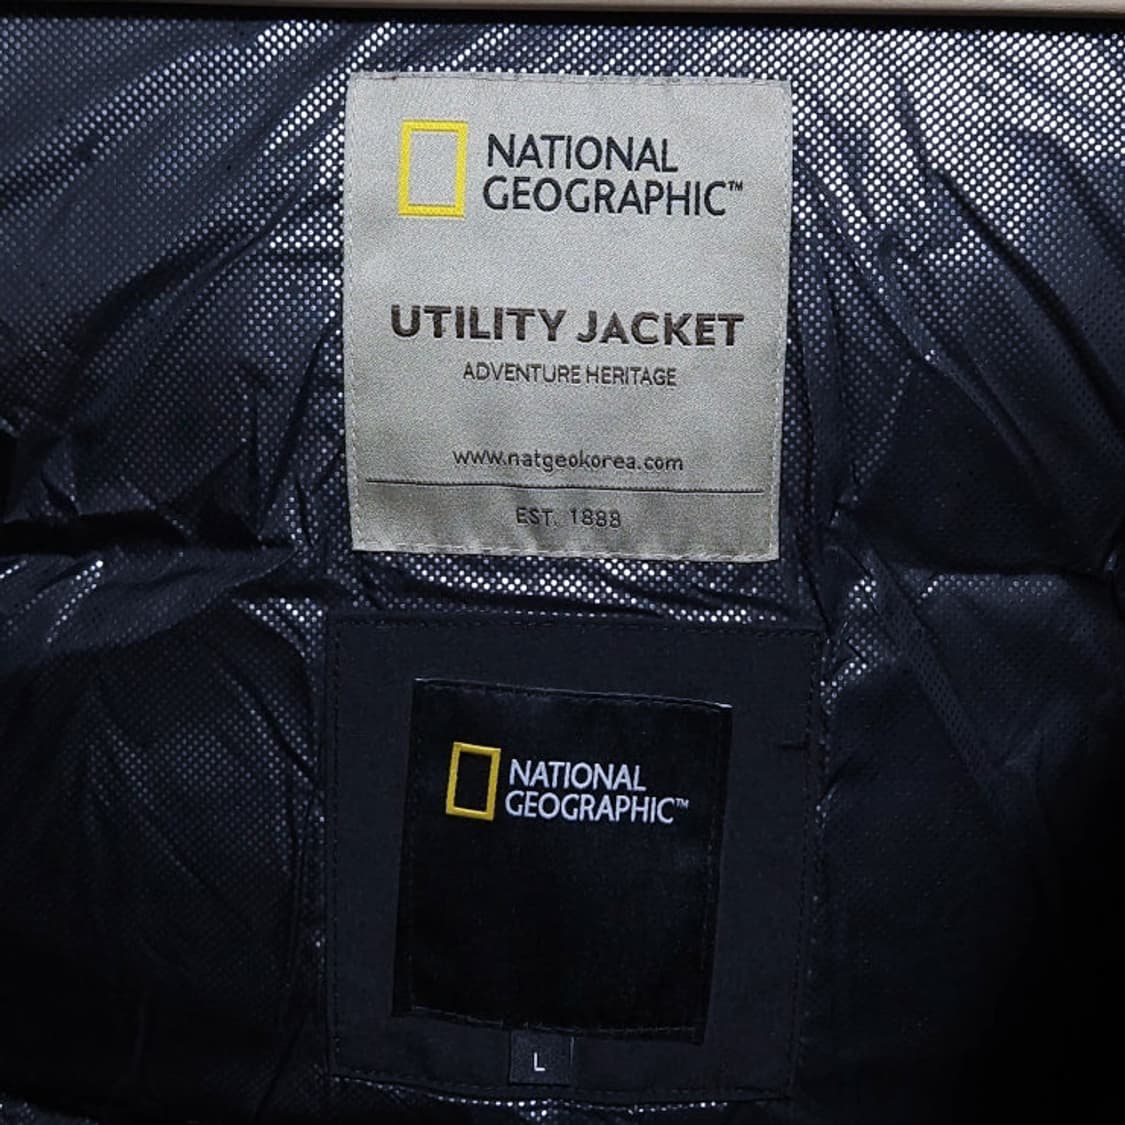 NATIONAL
GEOGRAPHIC™
UTILITY JACKET
ADVENTURE HERITAGE
www.natgeokorea.com
EST. 1888
NATIONAL
GEOGRAPHIC™
L